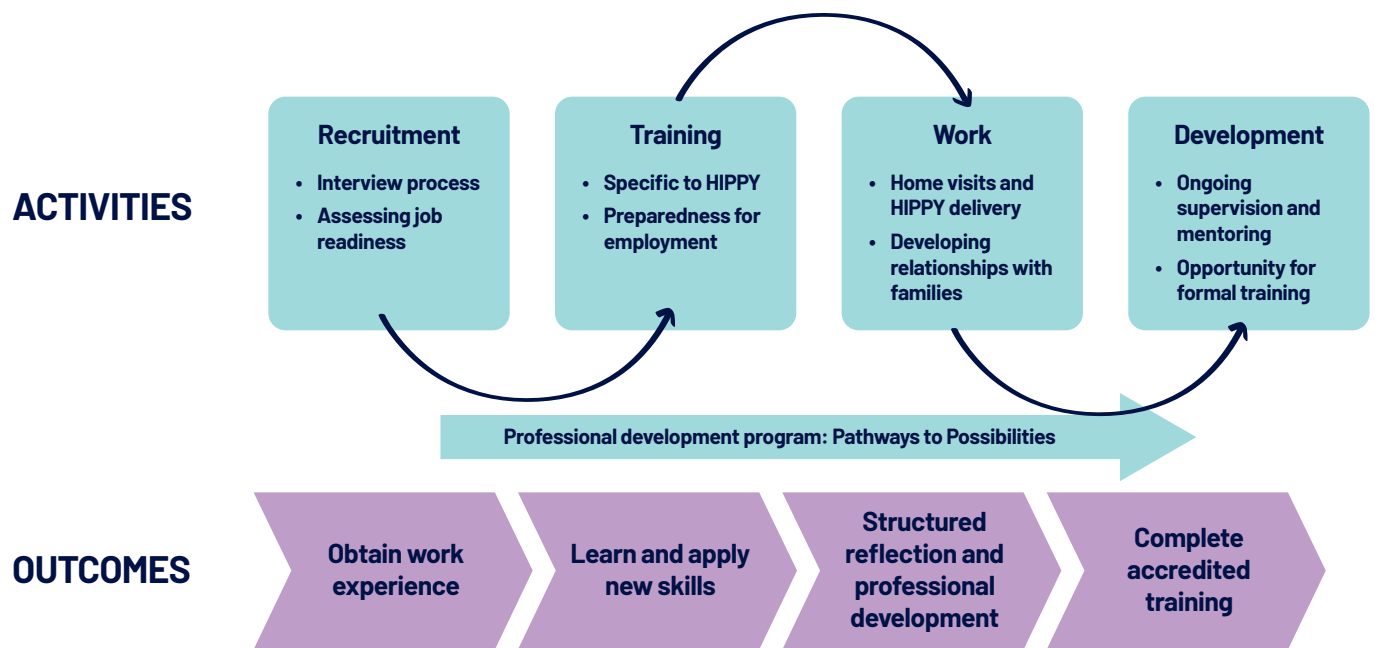 ACTIVITIES
Recruitment
• Interview process
• Assessing job
readiness
Training
• Specific to HIPPY
• Preparedness for
employment
Work
• Home visits and
HIPPY delivery
• Developing
relationships with
families
Development
• Ongoing
supervision and
mentoring
• Opportunity for
formal training
Professional development program: Pathways to Possibilities
OUTCOMES
Obtain work
experience
Learn and apply
new skills
Structured
reflection and
professional
development
Complete
accredited
training